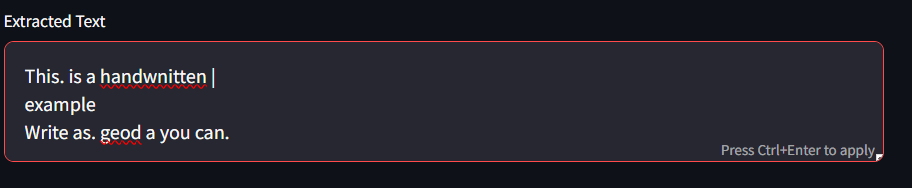 Extracted Text
This. is a handwnitten |
example
Write as. geod a you can.
Press Ctrl+Enter to apply